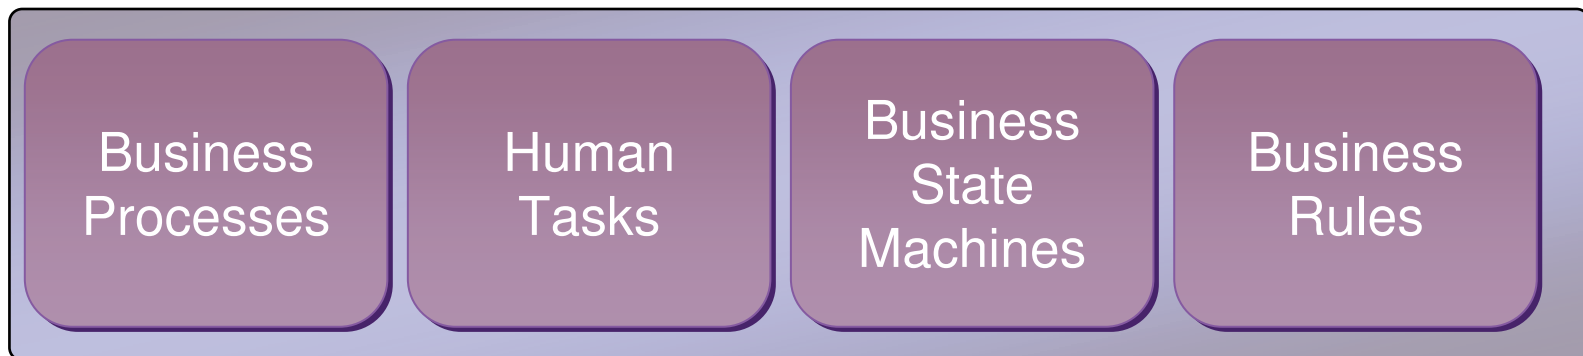 Business
Processes
Human
Tasks
Business
State
Machines
Business
Rules